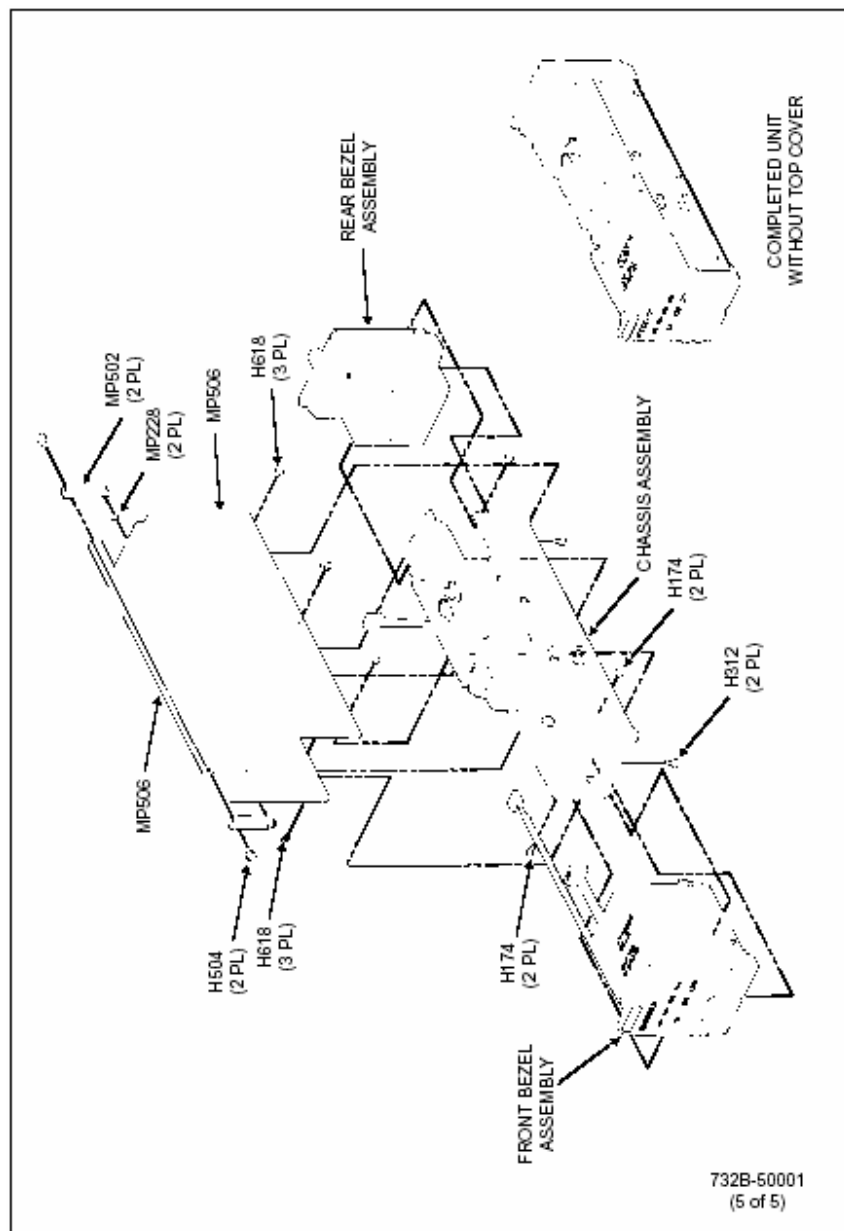 MP502
(2 PL)
MP228
(2 PL)
MP506
H618
(3 PL)
REAR BEZEL
ASSEMBLY
MP506
H504
(2 PL)
H618
(3 PL)
H174
(2 PL)
FRONT BEZEL
ASSEMBLY
CHASSIS ASSEMBLY
H174
(2 PL)
H312
(2 PL)
COMPLETED UNIT
WITHOUT TOP COVER
732B-50001
(5 of 5)